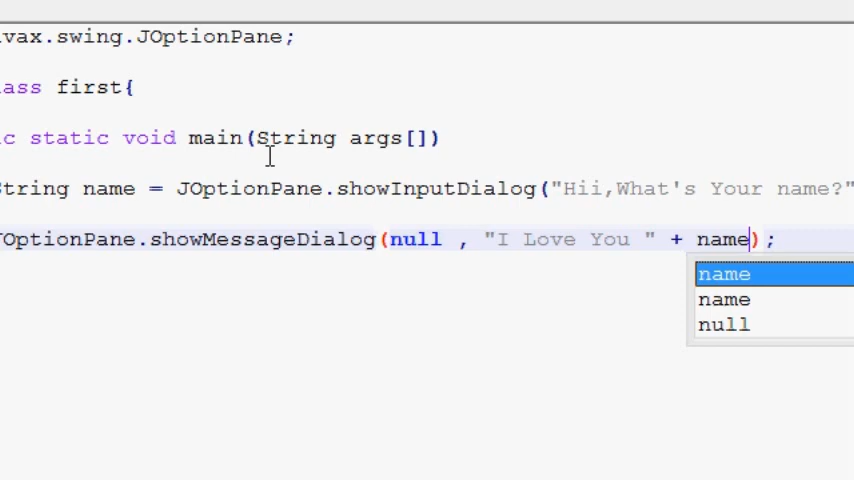 vax.swing.JOptionPane;
ass first{
c static void main(String args[])
String name = JOptionPane.showInputDialog("Hii,What's Your name?"
JOptionPane.showMessageDialog(null , "I Love You " + name);
name
name
null